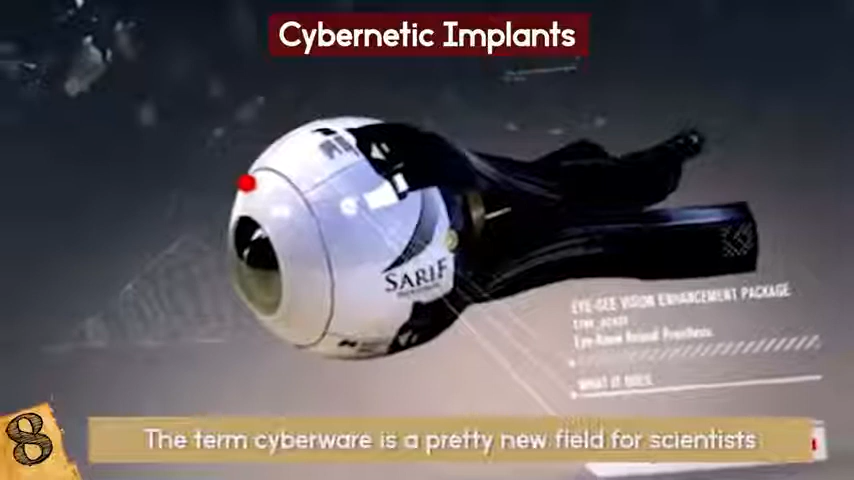 Cybernetic Implants
SARIF
EYE-SEE VISION ENHANCEMENT PACKAGE
WHAT IT DOES
8
The term cyberware is a pretty new field for scientists